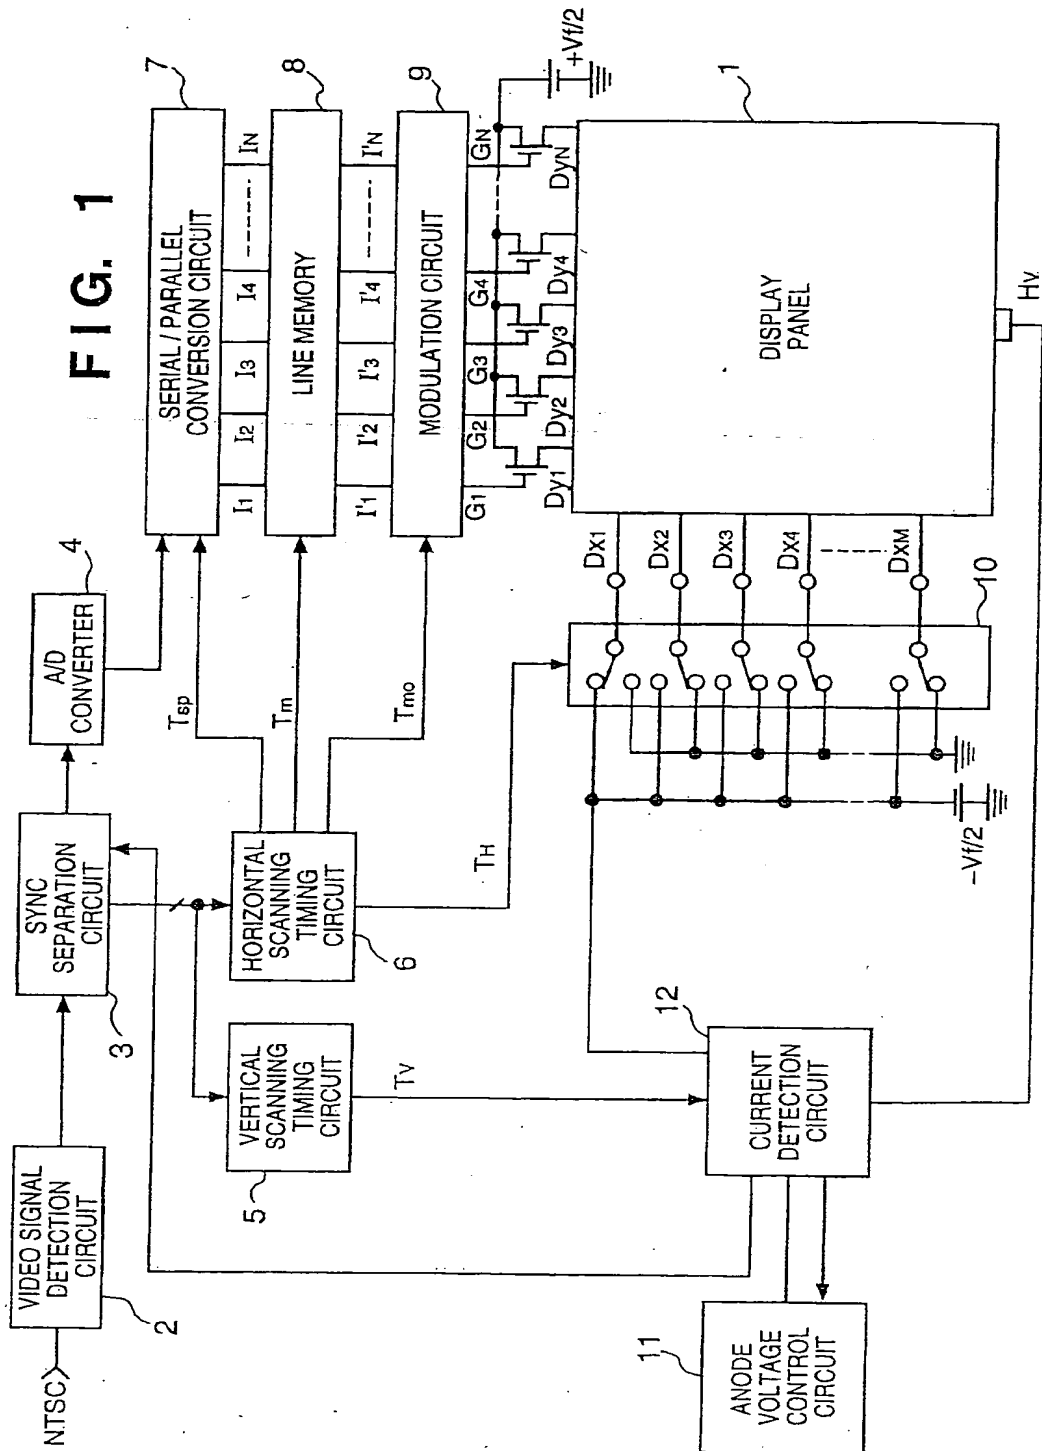 FIG. 1
N.TSC
VIDEO SIGNAL
DETECTION
CIRCUIT
2
SYNC
SEPARATION
CIRCUIT
3
A/D
CONVERTER
4
VERTICAL
SCANNING
TIMING
CIRCUIT
5
HORIZONTAL
SCANNING
TIMING
CIRCUIT
6
Tsp
Tm
Tmo
TH
TV
SERIAL / PARALLEL
CONVERSION CIRCUIT
7
I1 I2 I3 I4 IN
LINE MEMORY
8
I'1 I'2 I'3 I'4 I'N
MODULATION CIRCUIT
9
G1 G2 G3 G4 GN
+Vf/2
Dy1 Dy2 Dy3 Dy4 DyN
DISPLAY
PANEL
1
Hv
Dx1
Dx2
Dx3
Dx4
DxM
10
-Vf/2
CURRENT
DETECTION
CIRCUIT
12
ANODE
VOLTAGE
CONTROL
CIRCUIT
11